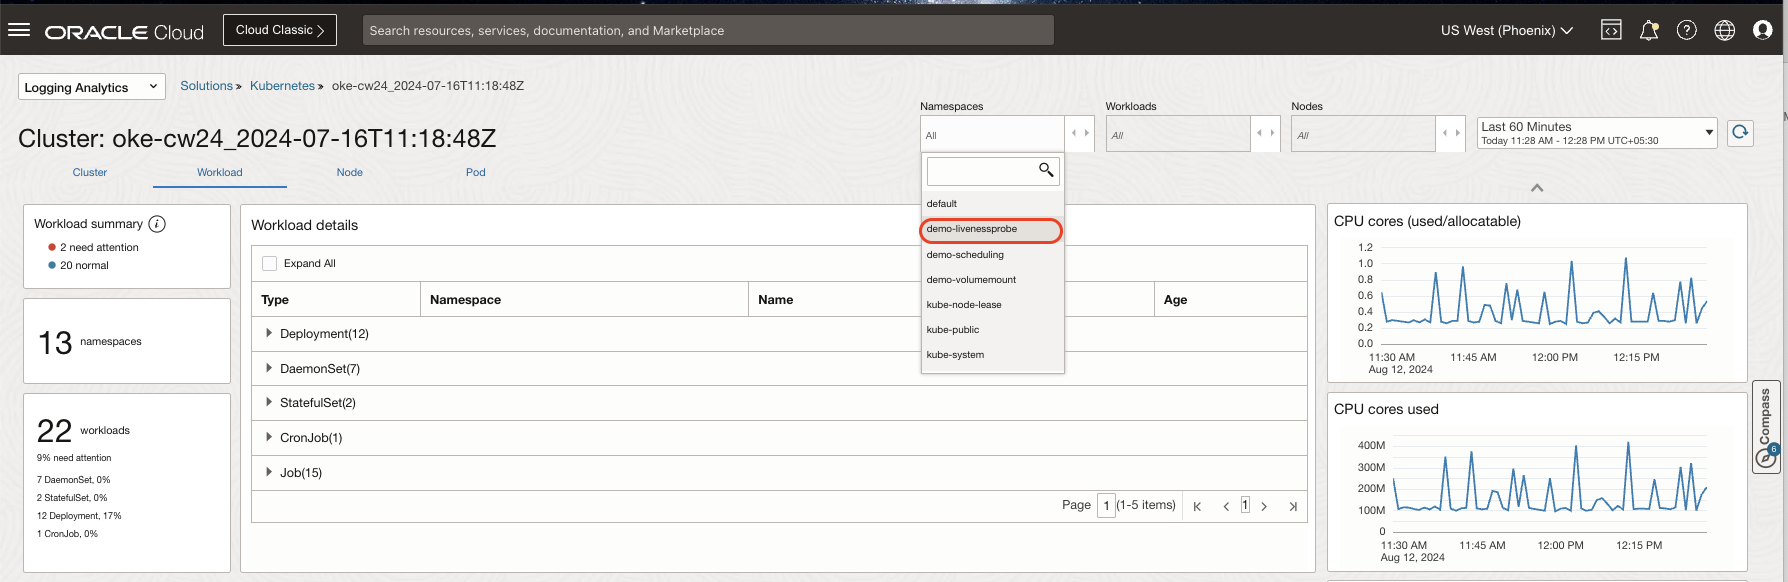 ORACLE Cloud
Cloud Classic
Search resources, services, documentation, and Marketplace
US West (Phoenix)
Logging Analytics
Solutions » Kubernetes » oke-cw24_2024-07-16T11:18:48Z
Cluster: oke-cw24_2024-07-16T11:18:48Z
Namespaces
All
Workloads
All
Nodes
All
Last 60 Minutes
Today 11:28 AM - 12:28 PM UTC+05:30
Cluster
Workload
Node
Pod
default
demo-livenessprobe
demo-scheduling
demo-volumemount
kube-node-lease
kube-public
kube-system
Workload summary
2 need attention
20 normal
13 namespaces
22 workloads
9% need attention
7 DaemonSet, 0%
2 StatefulSet, 0%
12 Deployment, 17%
1 CronJob, 0%
Workload details
Expand All
Type Namespace Name Age
Deployment(12)
DaemonSet(7)
StatefulSet(2)
CronJob(1)
Job(15)
Page 1 (1-5 items) 1
CPU cores (used/allocatable)
1.2
1.0
0.8
0.6
0.4
0.2
0.0
11:30 AM 11:45 AM 12:00 PM 12:15 PM
Aug 12, 2024
CPU cores used
400M
300M
200M
100M
0
11:30 AM 11:45 AM 12:00 PM 12:15 PM
Aug 12, 2024
Compass
6